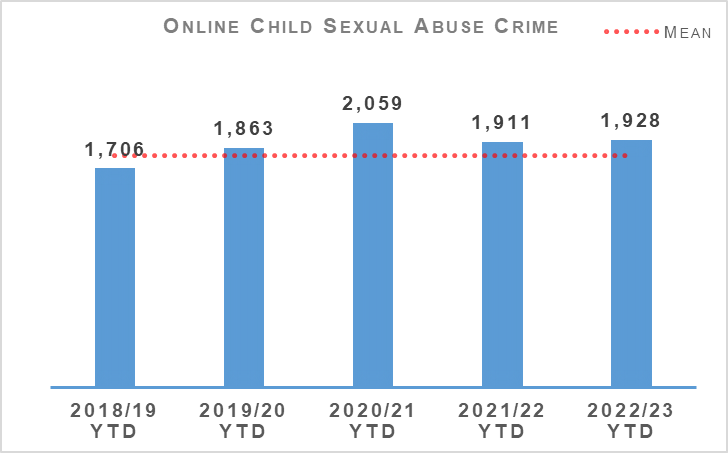 ONLINE CHILD SEXUAL ABUSE CRIME
MEAN
1,706
1,863
2,059
1,911
1,928
2018/19 YTD
2019/20 YTD
2020/21 YTD
2021/22 YTD
2022/23 YTD